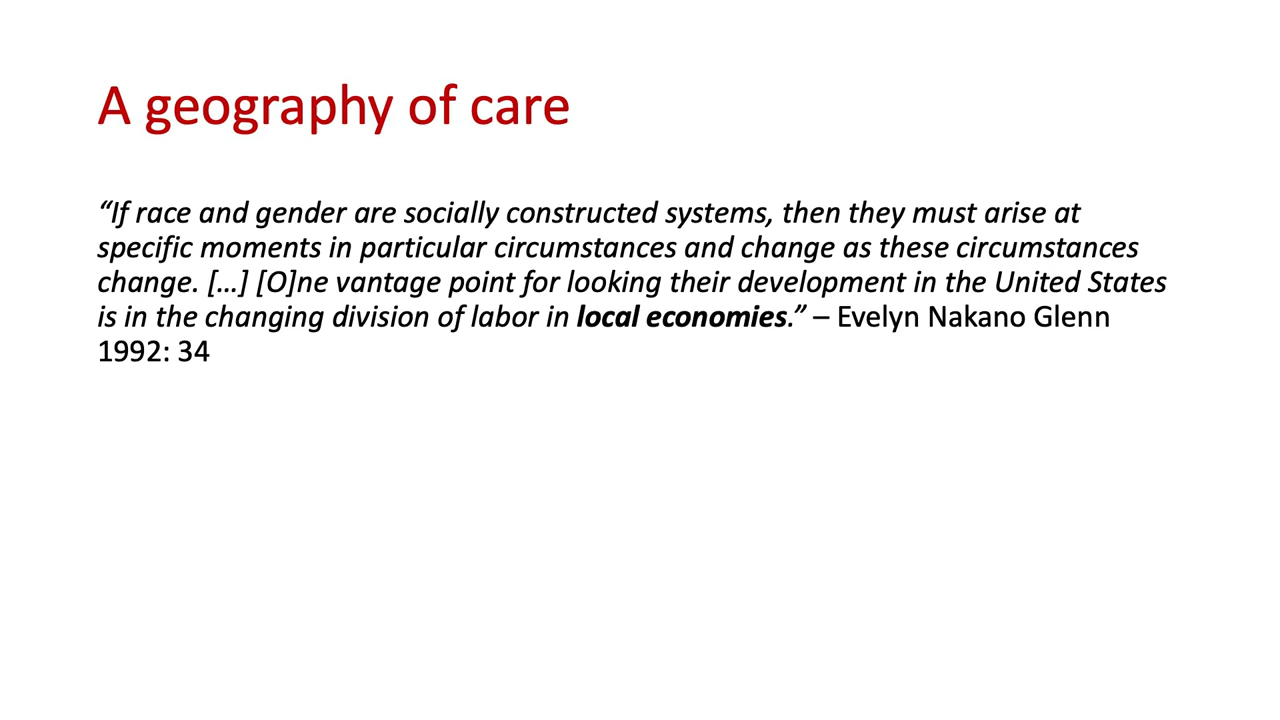 A geography of care
“If race and gender are socially constructed systems, then they must arise at
specific moments in particular circumstances and change as these circumstances
change. […] [O]ne vantage point for looking their development in the United States
is in the changing division of labor in local economies.” – Evelyn Nakano Glenn
1992: 34